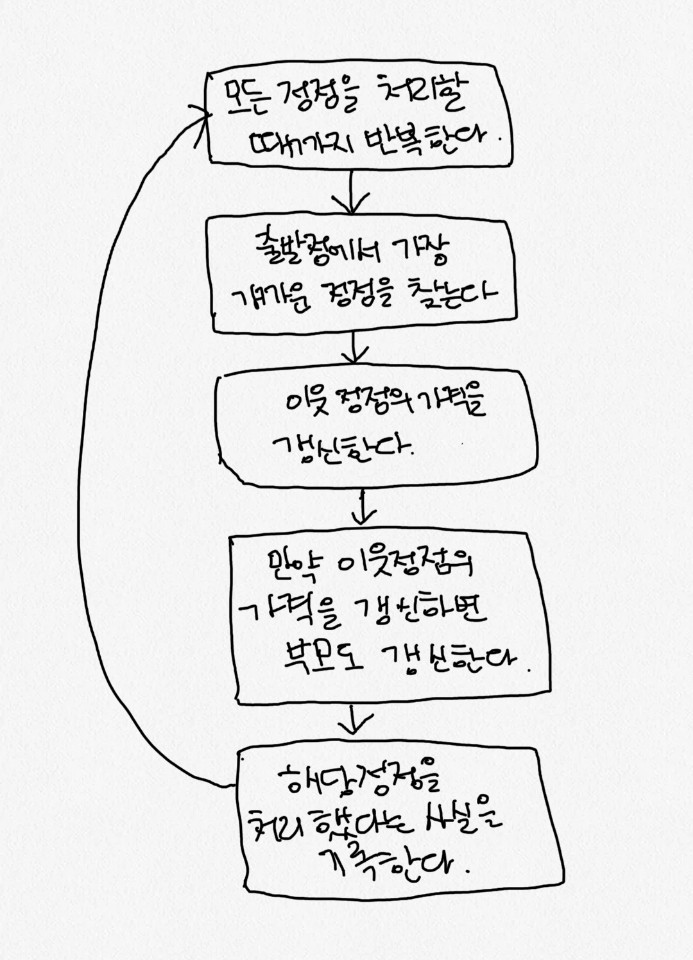 모든 정점을 처리할
때까지 반복한다.
출발점에서 가장
가까운 정점을 찾는다
이웃 정점의 가격을
갱신한다.
만약 이웃정점의
가격을 갱신하면
부모도 갱신한다.
해당정점을
처리했다는 사실을
기록한다.